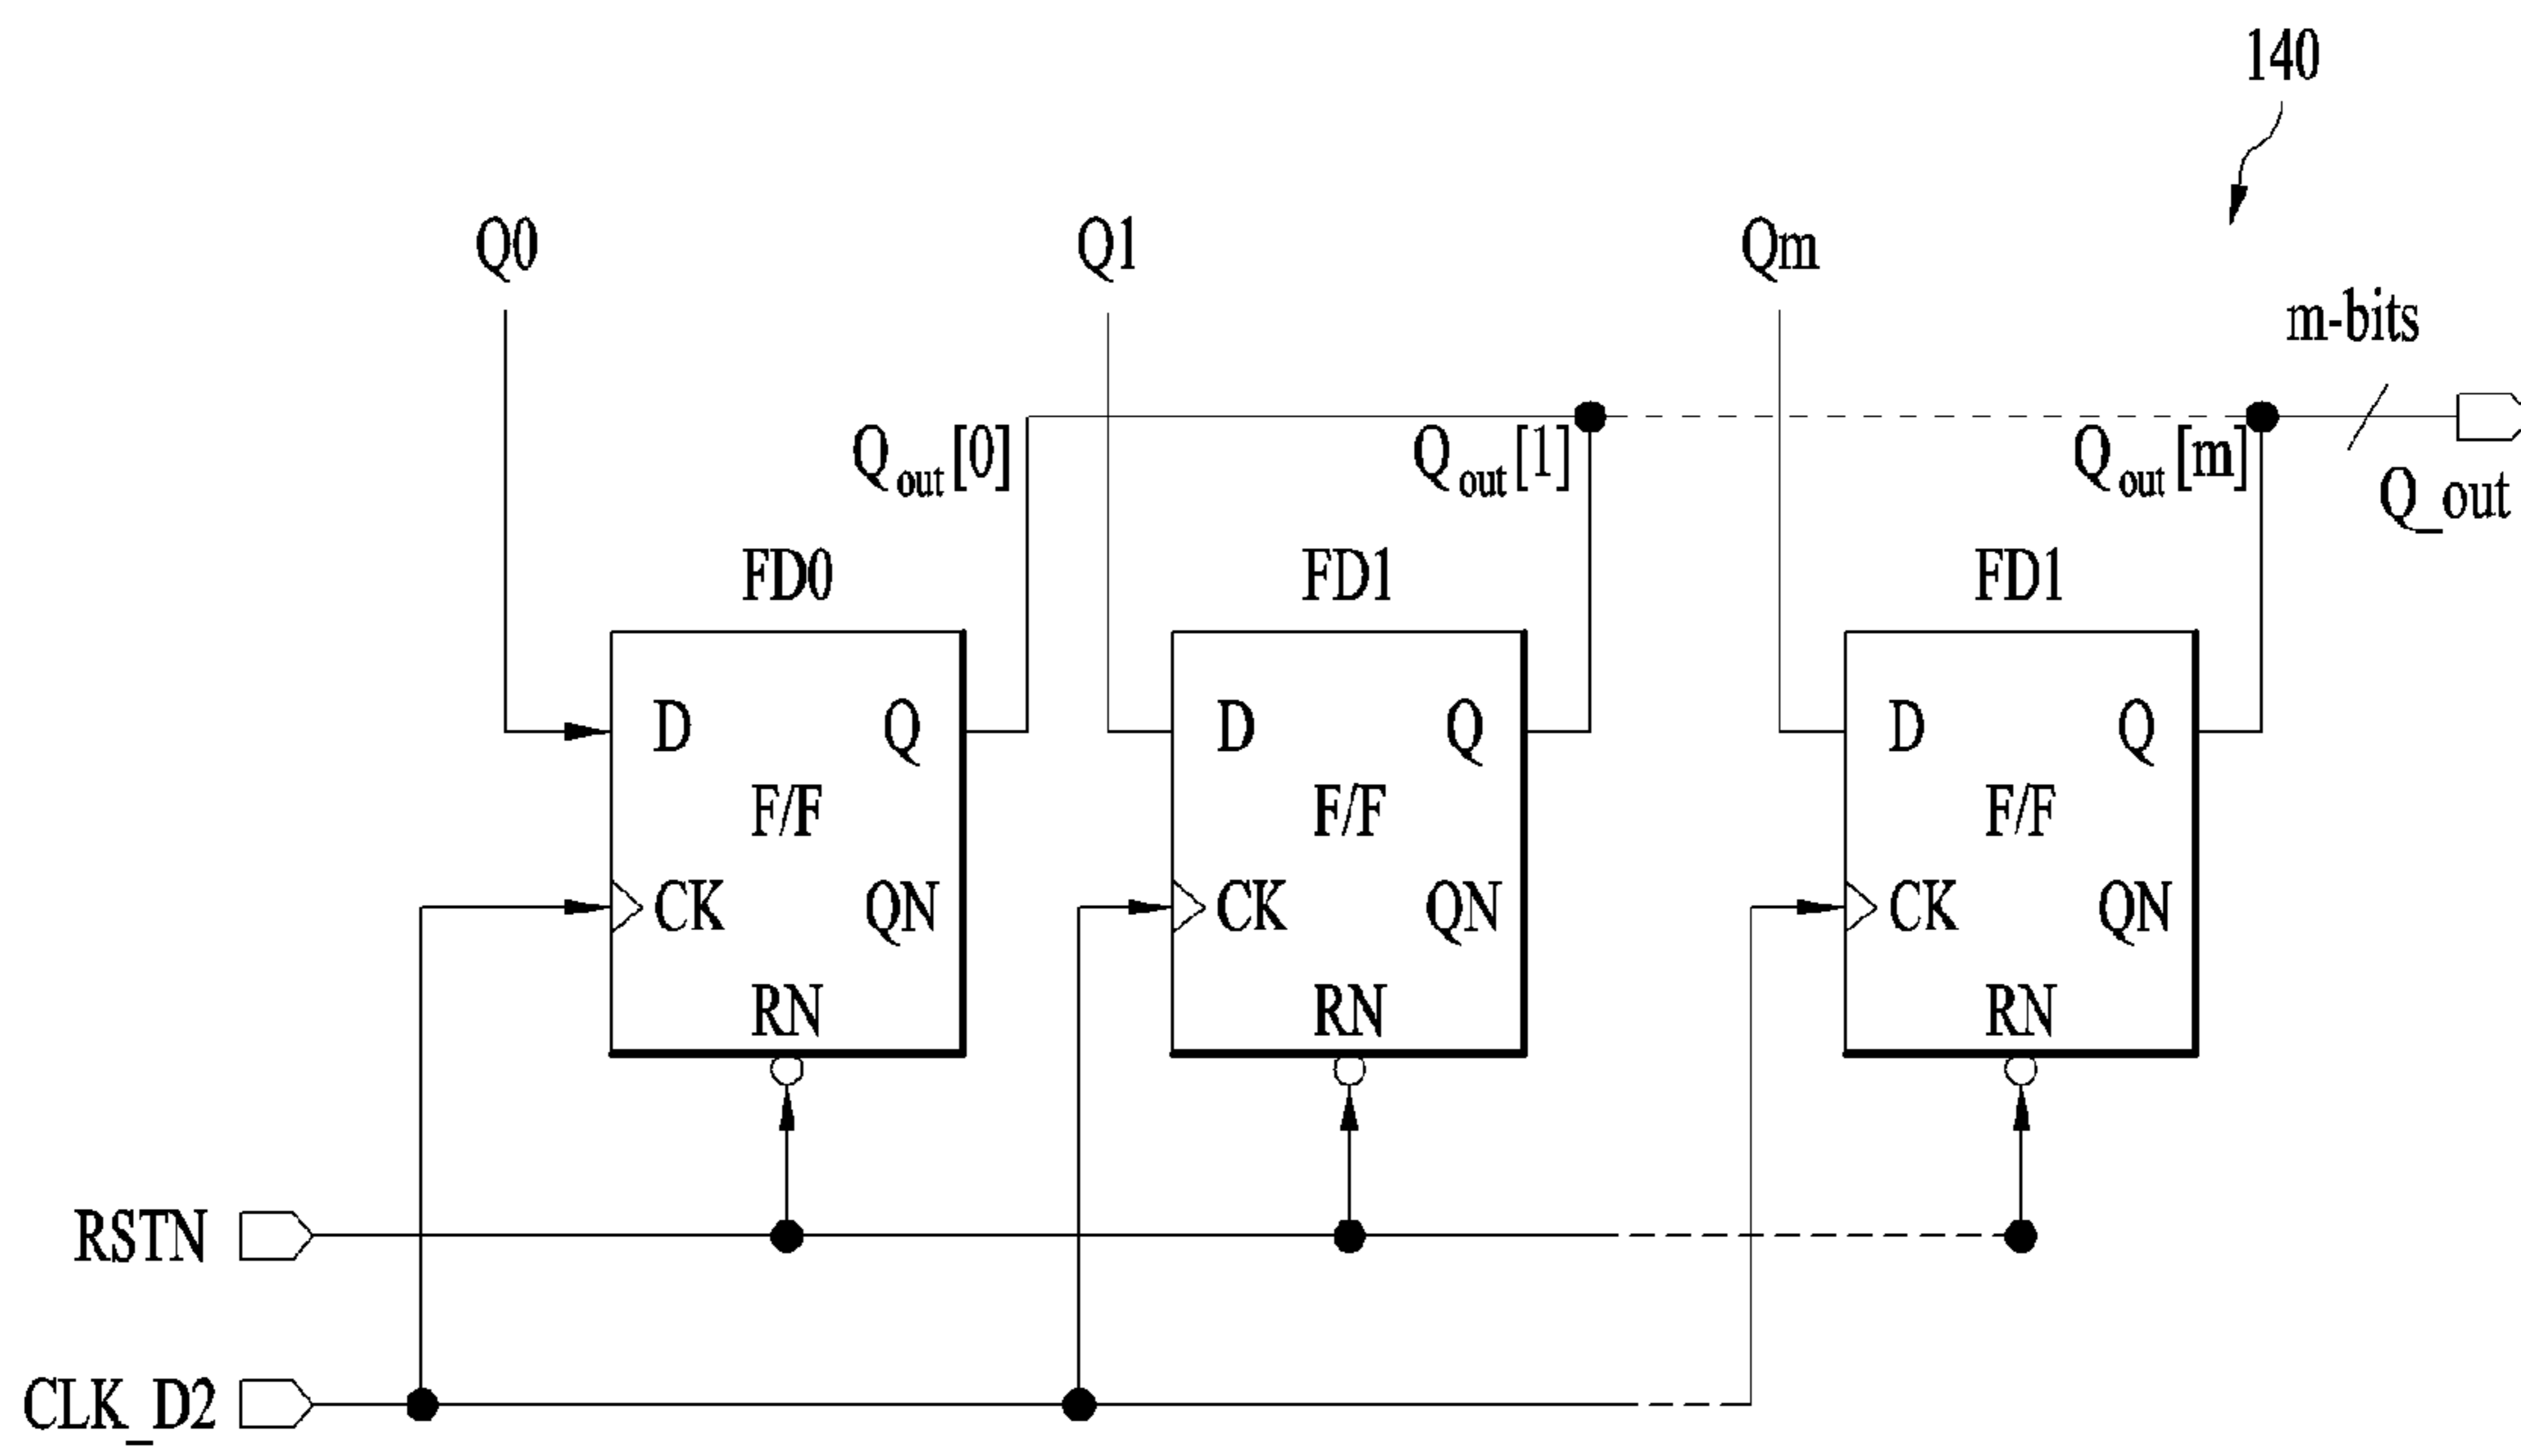 140
Q0 Q1 Qm
m-bits
Qout[0] Qout[1] Qout[m]
Q_out
FD0 FD1 FD1
D Q D Q D Q
F/F F/F F/F
CK QN CK QN CK QN
RN RN RN
RSTN
CLK_D2